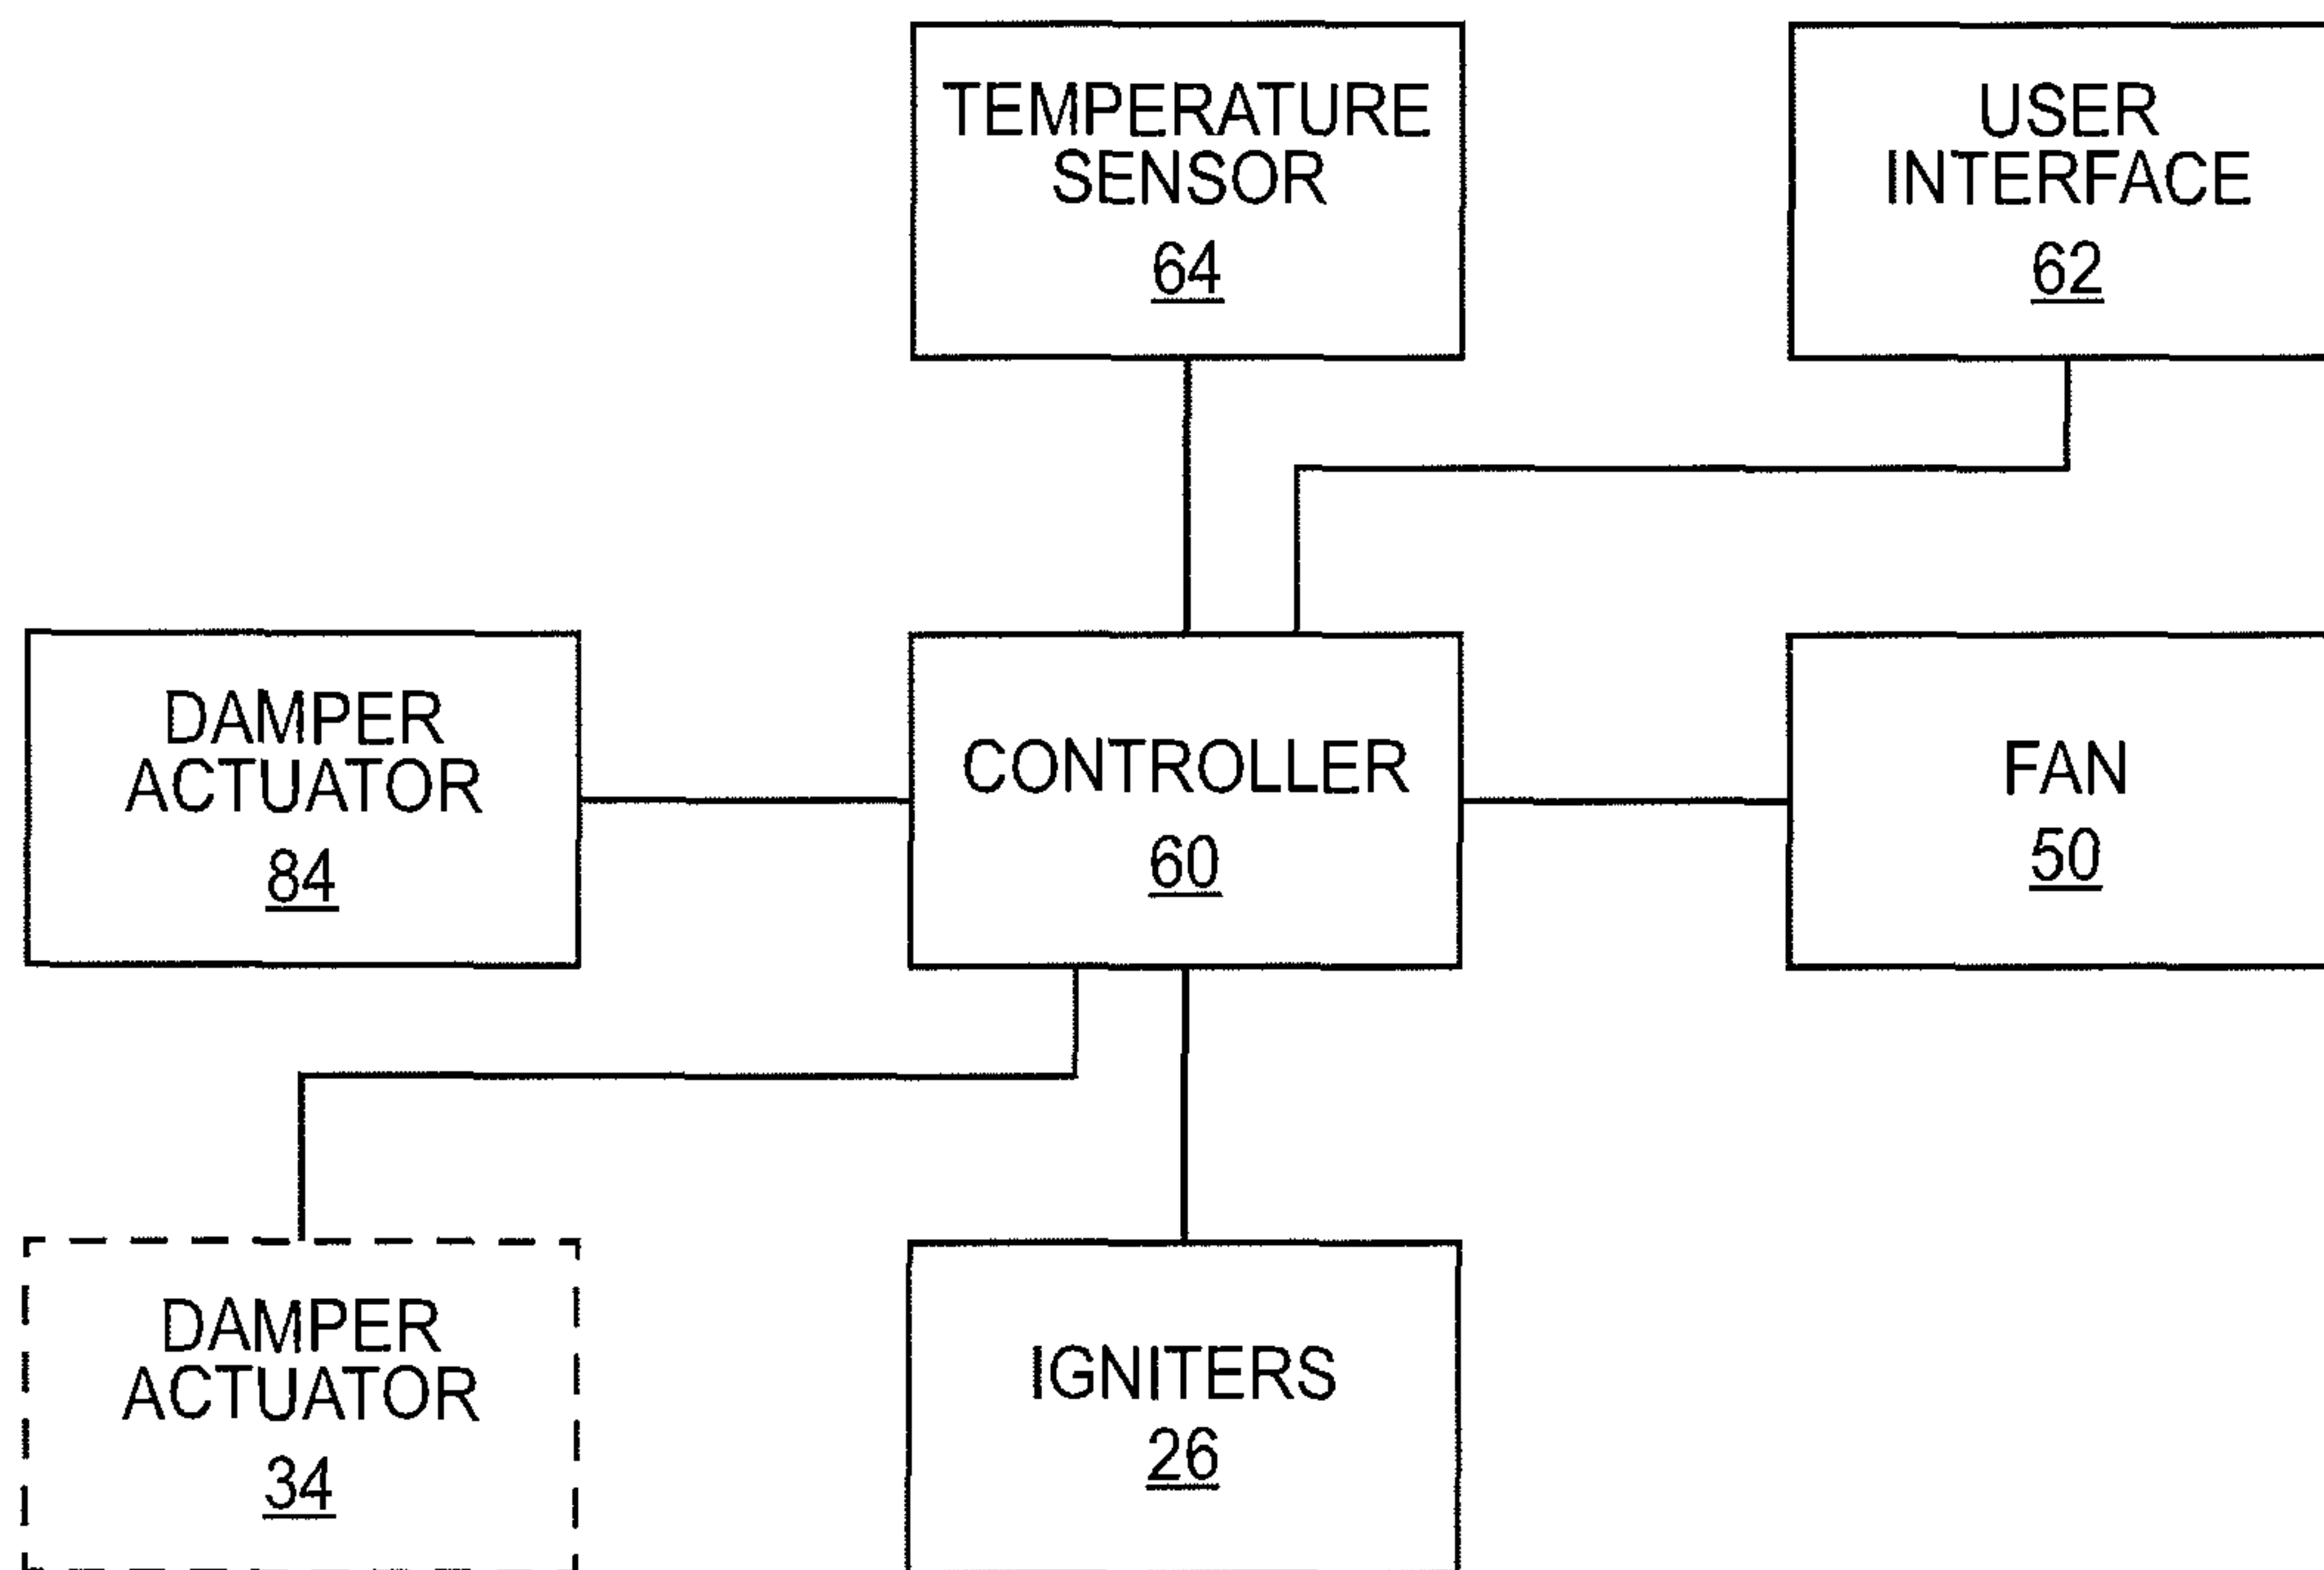 TEMPERATURE
SENSOR
64
USER
INTERFACE
62
DAMPER
ACTUATOR
84
CONTROLLER
60
FAN
50
DAMPER
ACTUATOR
34
IGNITERS
26